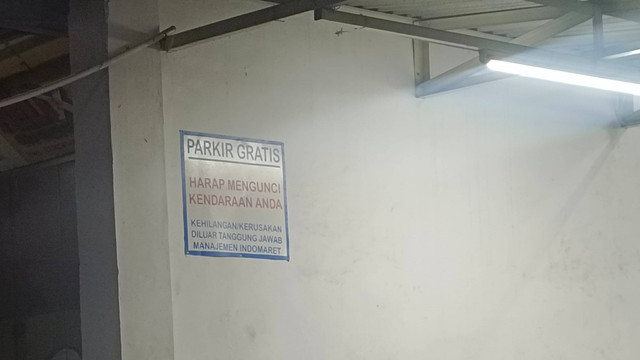 PARKIR GRATIS
HARAP MENGUNCI
KENDARAAN ANDA
KEHILANGAN/KERUSAKAN
DILUAR TANGGUNG JAWAB
MANAJEMEN INDOMARET